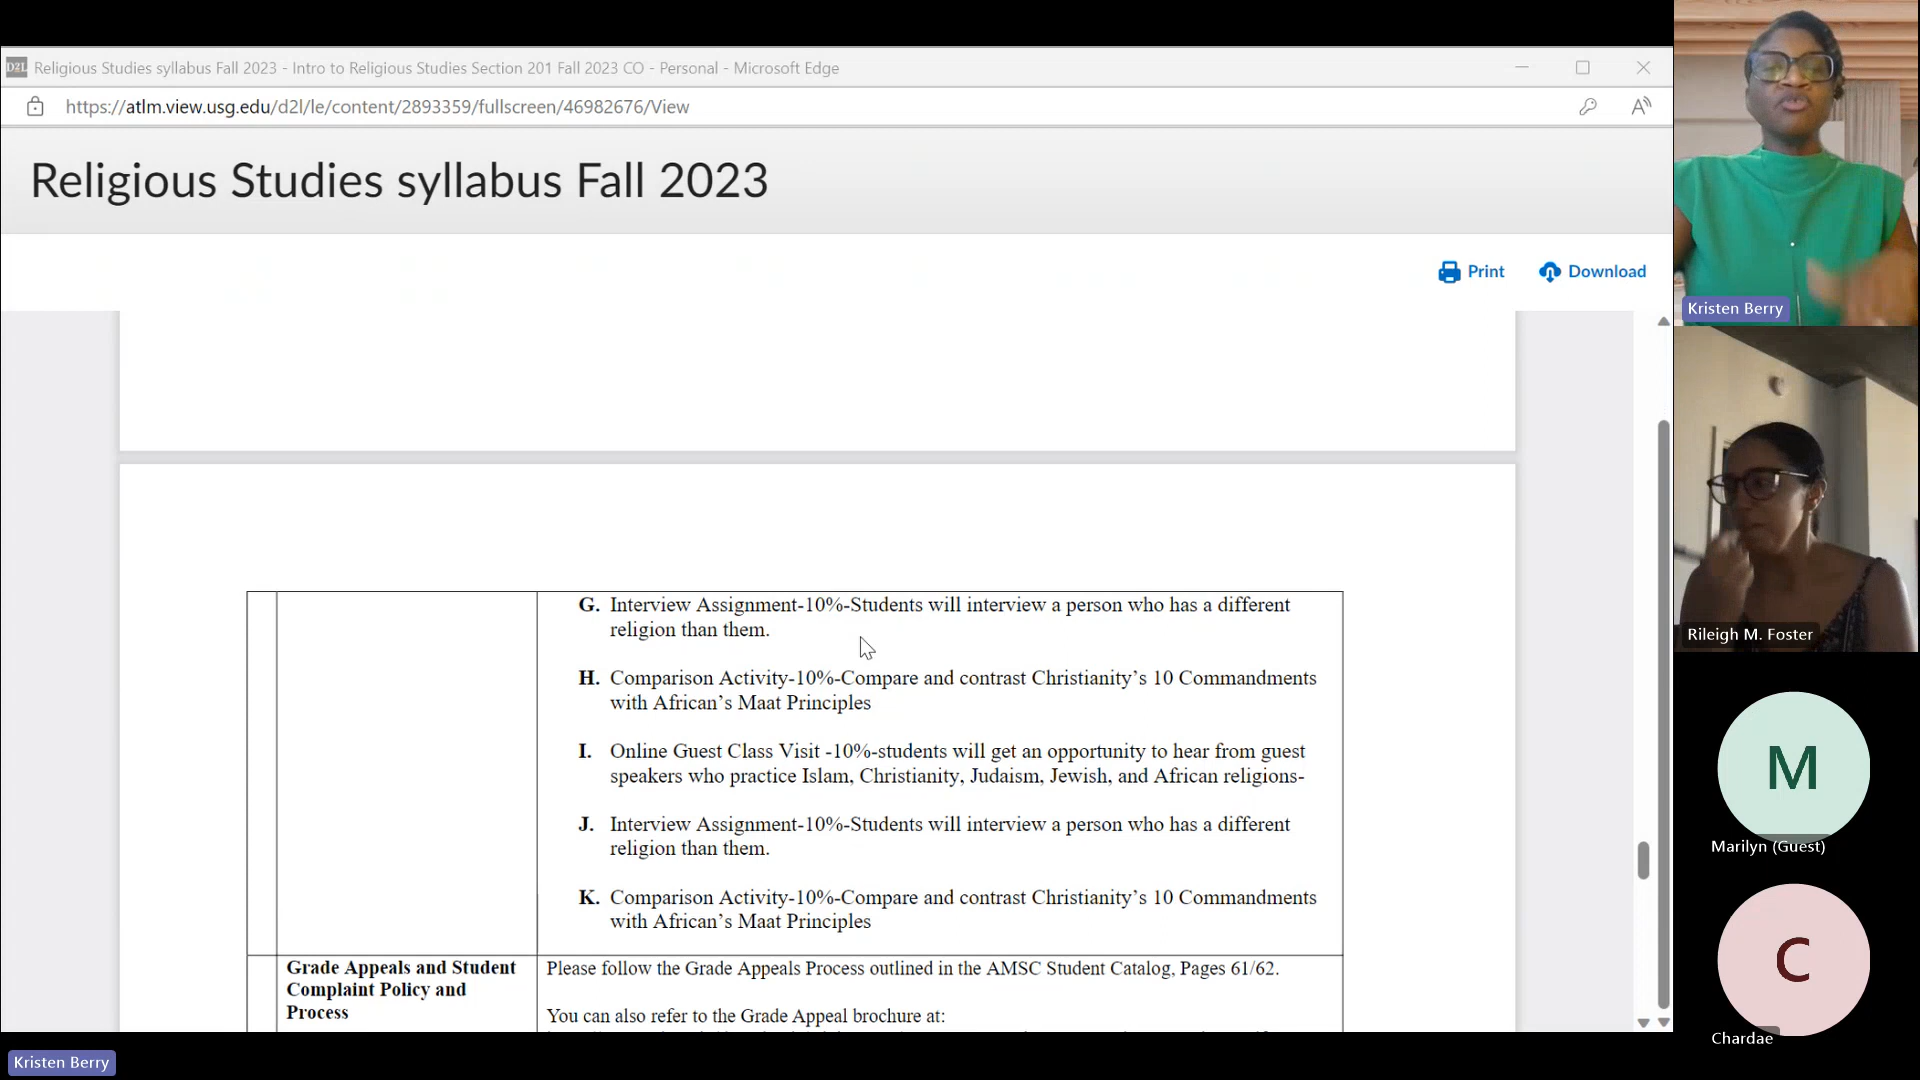 D2L Religious Studies syllabus Fall 2023 - Intro to Religious Studies Section 201 Fall 2023 CO - Personal - Microsoft Edge
https://atlm.view.usg.edu/d2l/le/content/2893359/fullscreen/46982676/View
Religious Studies syllabus Fall 2023
Print Download
G. Interview Assignment-10%-Students will interview a person who has a different
religion than them.
H. Comparison Activity-10%-Compare and contrast Christianity’s 10 Commandments
with African’s Maat Principles
I. Online Guest Class Visit -10%-students will get an opportunity to hear from guest
speakers who practice Islam, Christianity, Judaism, Jewish, and African religions-
J. Interview Assignment-10%-Students will interview a person who has a different
religion than them.
K. Comparison Activity-10%-Compare and contrast Christianity’s 10 Commandments
with African’s Maat Principles
Grade Appeals and Student
Complaint Policy and
Process
Please follow the Grade Appeals Process outlined in the AMSC Student Catalog, Pages 61/62.
You can also refer to the Grade Appeal brochure at:
Kristen Berry
Rileigh M. Foster
M
Marilyn (Guest)
C
Chardae
Kristen Berry